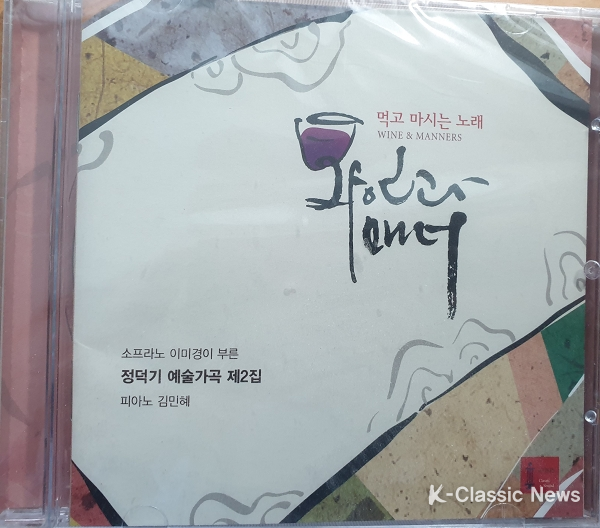 먹고 마시는 노래
WINE & MANNERS
와인과
매너
소프라노 이미경이 부른
정덕기 예술가곡 제2집
피아노 김민혜
K-Classic News